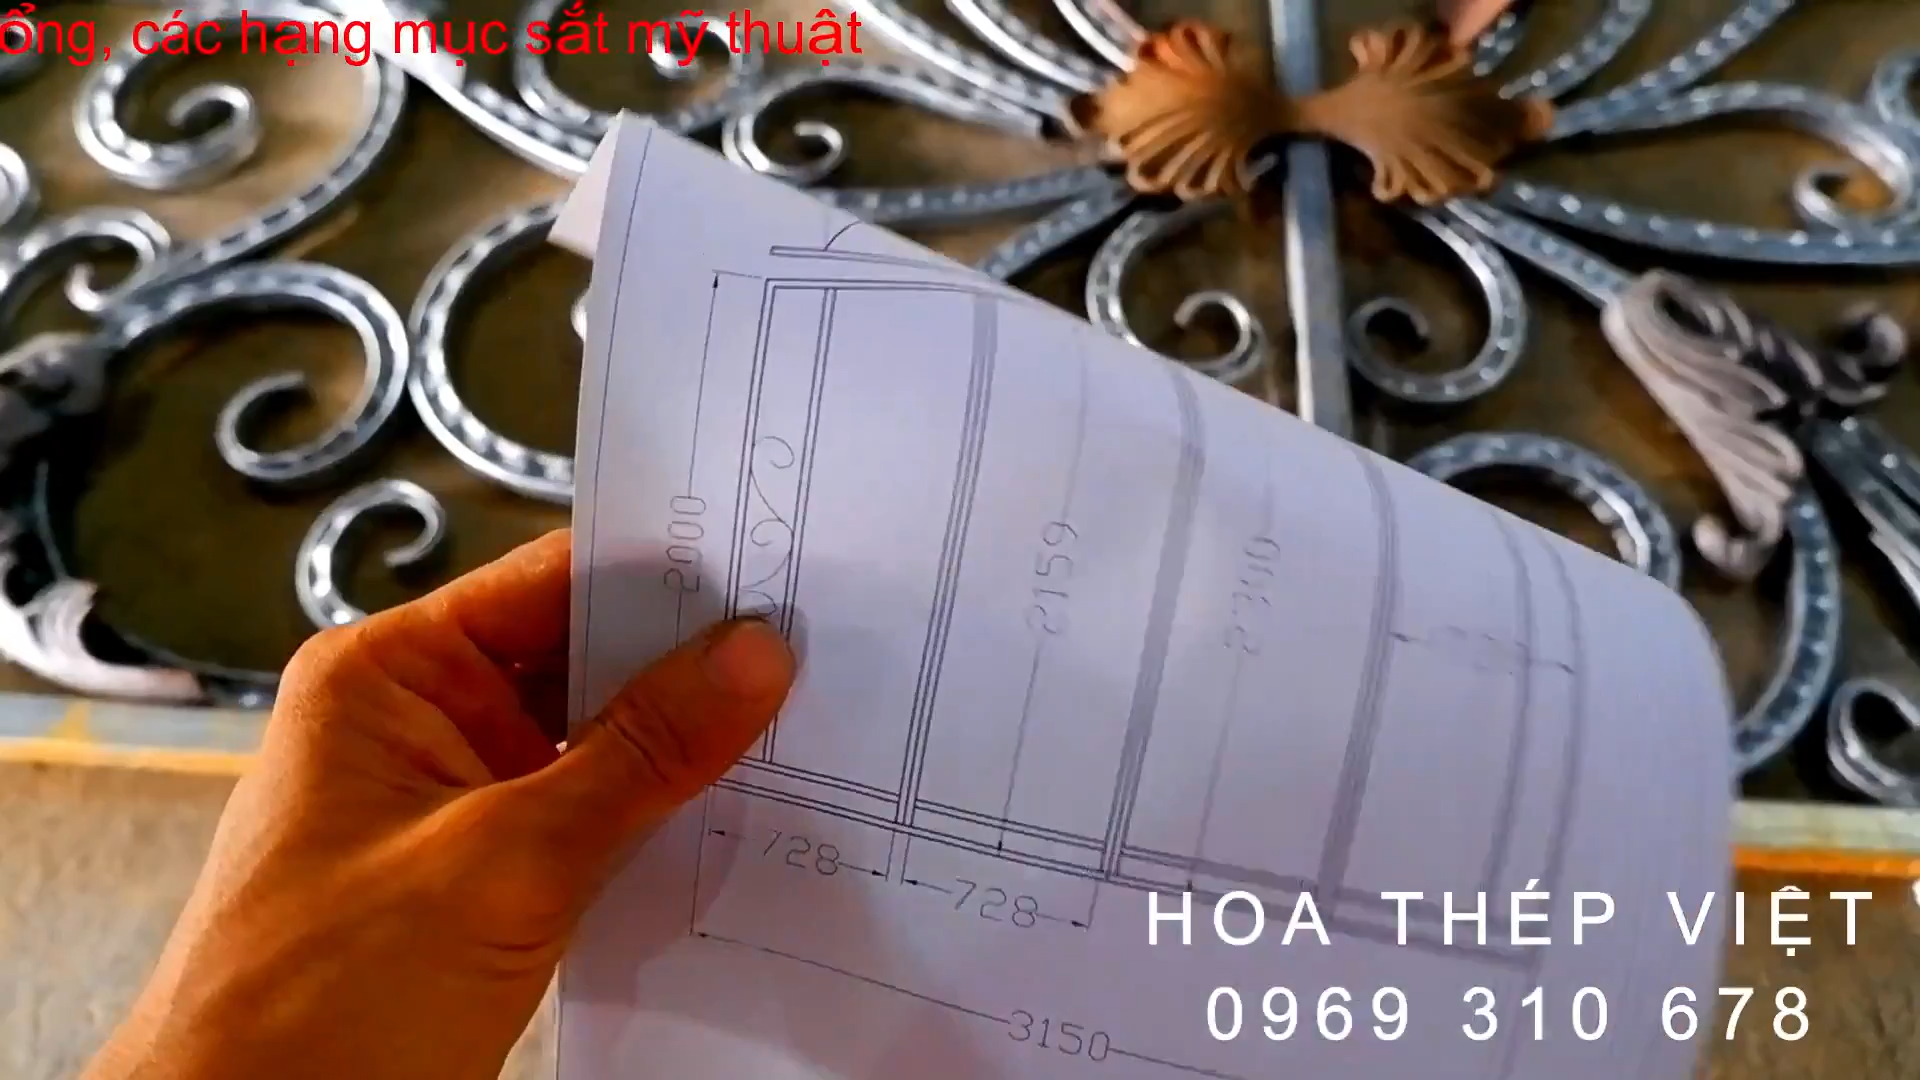 ổng, các hạng mục sắt mỹ thuật
2000
2159
728
728
3150
HOA THÉP VIỆT
0969 310 678